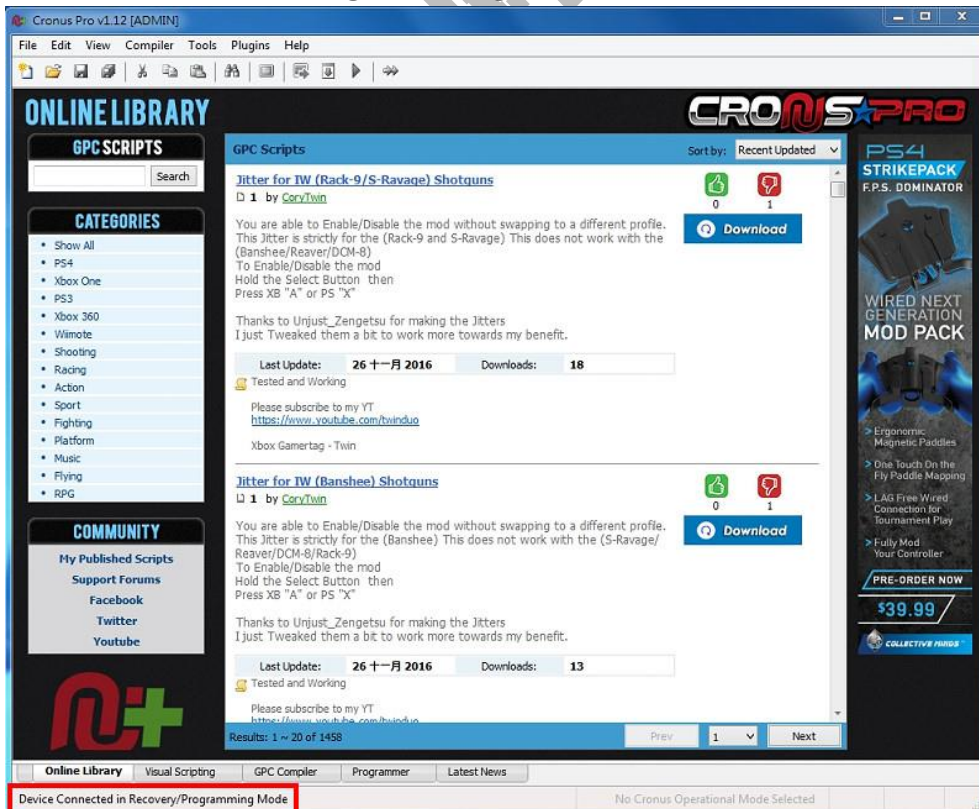 Cronus Pro v1.12 [ADMIN]
File Edit View Compiler Tools Plugins Help
ONLINE LIBRARY
CRONUS PRO
GPC SCRIPTS
Search
CATEGORIES
• Show All
• PS4
• Xbox One
• PS3
• Xbox 360
• Wiimote
• Shooting
• Racing
• Action
• Sport
• Fighting
• Platform
• Music
• Flying
• RPG
COMMUNITY
My Published Scripts
Support Forums
Facebook
Twitter
Youtube
GPC Scripts
Sort by: Recent Updated
Jitter for IW (Rack-9/S-Ravage) Shotguns
1 by CoryTwin
0 1
Download
You are able to Enable/Disable the mod without swapping to a different profile.
This Jitter is strictly for the (Rack-9 and S-Ravage) This does not work with the
(Banshee/Reaver/DCM-8)
To Enable/Disable the mod
Hold the Select Button then
Press XB "A" or PS "X"
Thanks to Unjust_Zengetsu for making the Jitters
I just Tweaked them a bit to work more towards my benefit.
Last Update: 26 十一月 2016 Downloads: 18
Tested and Working
Please subscribe to my YT
https://www.youtube.com/twinduo
Xbox Gamertag - Twin
Jitter for IW (Banshee) Shotguns
1 by CoryTwin
0 1
Download
You are able to Enable/Disable the mod without swapping to a different profile.
This Jitter is strictly for the (Banshee) This does not work with the (S-Ravage/
Reaver/DCM-8/Rack-9)
To Enable/Disable the mod
Hold the Select Button then
Press XB "A" or PS "X"
Thanks to Unjust_Zengetsu for making the Jitters
I just Tweaked them a bit to work more towards my benefit.
Last Update: 26 十一月 2016 Downloads: 13
Tested and Working
Please subscribe to my YT
https://www.youtube.com/twinduo
Results: 1 ~ 20 of 1458
Prev 1 Next
PS4
STRIKEPACK
F.P.S. DOMINATOR
WIRED NEXT
GENERATION
MOD PACK
> Ergonomic
Magnetic Paddles
> One Touch On the
Fly Paddle Mapping
> LAG Free Wired
Connection for
Tournament Play
> Fully Mod
Your Controller
PRE-ORDER NOW
$39.99
COLLECTIVE MINDS
Online Library Visual Scripting GPC Compiler Programmer Latest News
Device Connected in Recovery/Programming Mode
No Cronus Operational Mode Selected